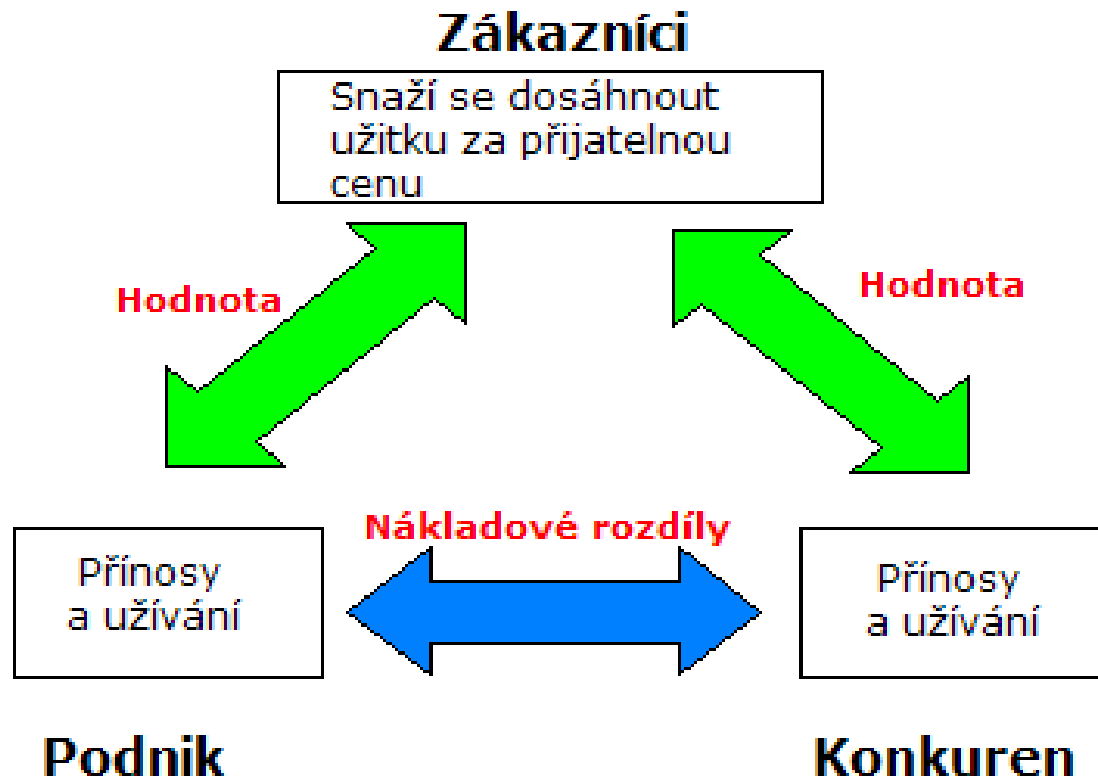 Zákazníci
Snaží se dosáhnout
užitku za přijatelnou
cenu
Hodnota
Hodnota
Nákladové rozdíly
Přínosy
a užívání
Přínosy
a užívání
Podnik
Konkuren